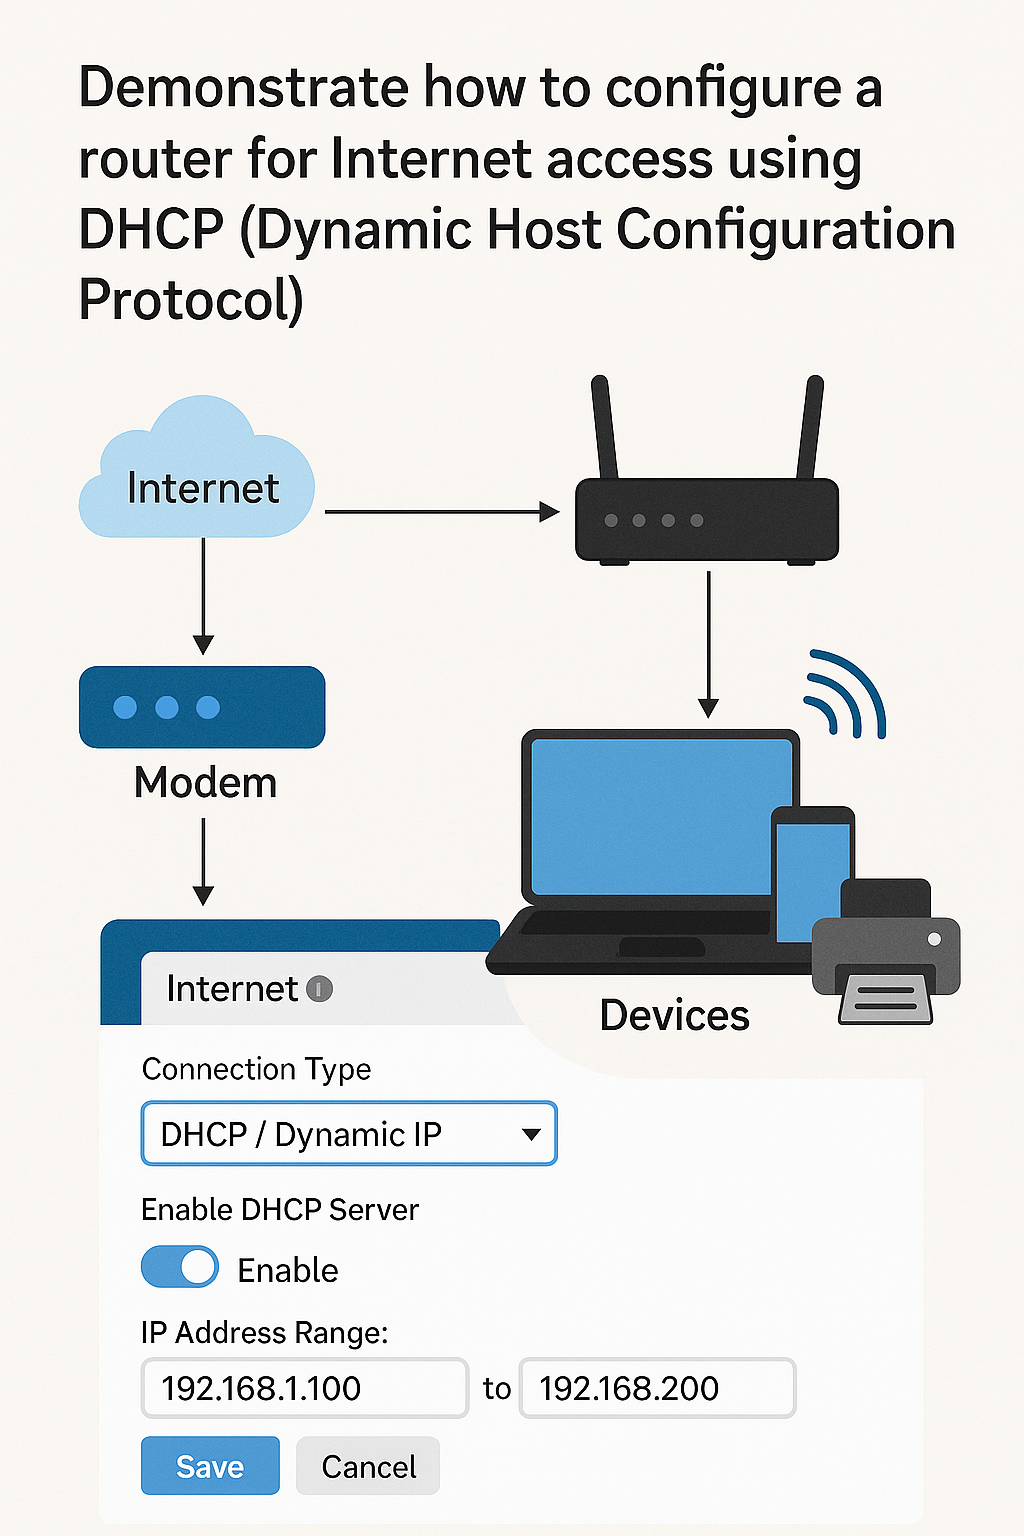 Demonstrate how to configure a
router for Internet access using
DHCP (Dynamic Host Configuration
Protocol)
Internet
Modem
Devices
Internet
Connection Type
DHCP / Dynamic IP
Enable DHCP Server
Enable
IP Address Range:
192.168.1.100 to 192.168.200
Save Cancel